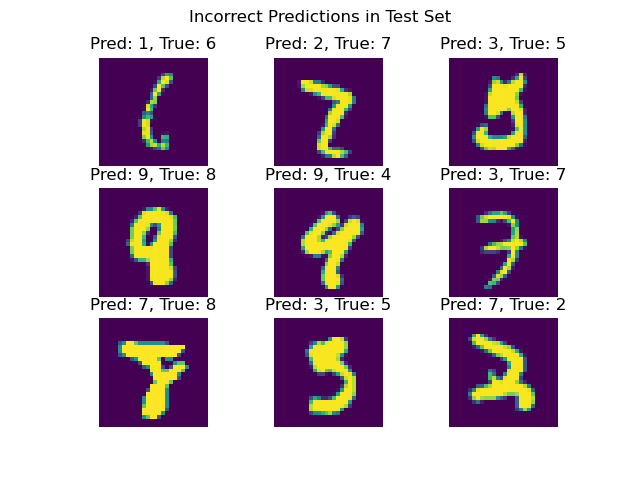 Incorrect Predictions in Test Set
Pred: 1, True: 6 Pred: 2, True: 7 Pred: 3, True: 5
Pred: 9, True: 8 Pred: 9, True: 4 Pred: 3, True: 7
Pred: 7, True: 8 Pred: 3, True: 5 Pred: 7, True: 2